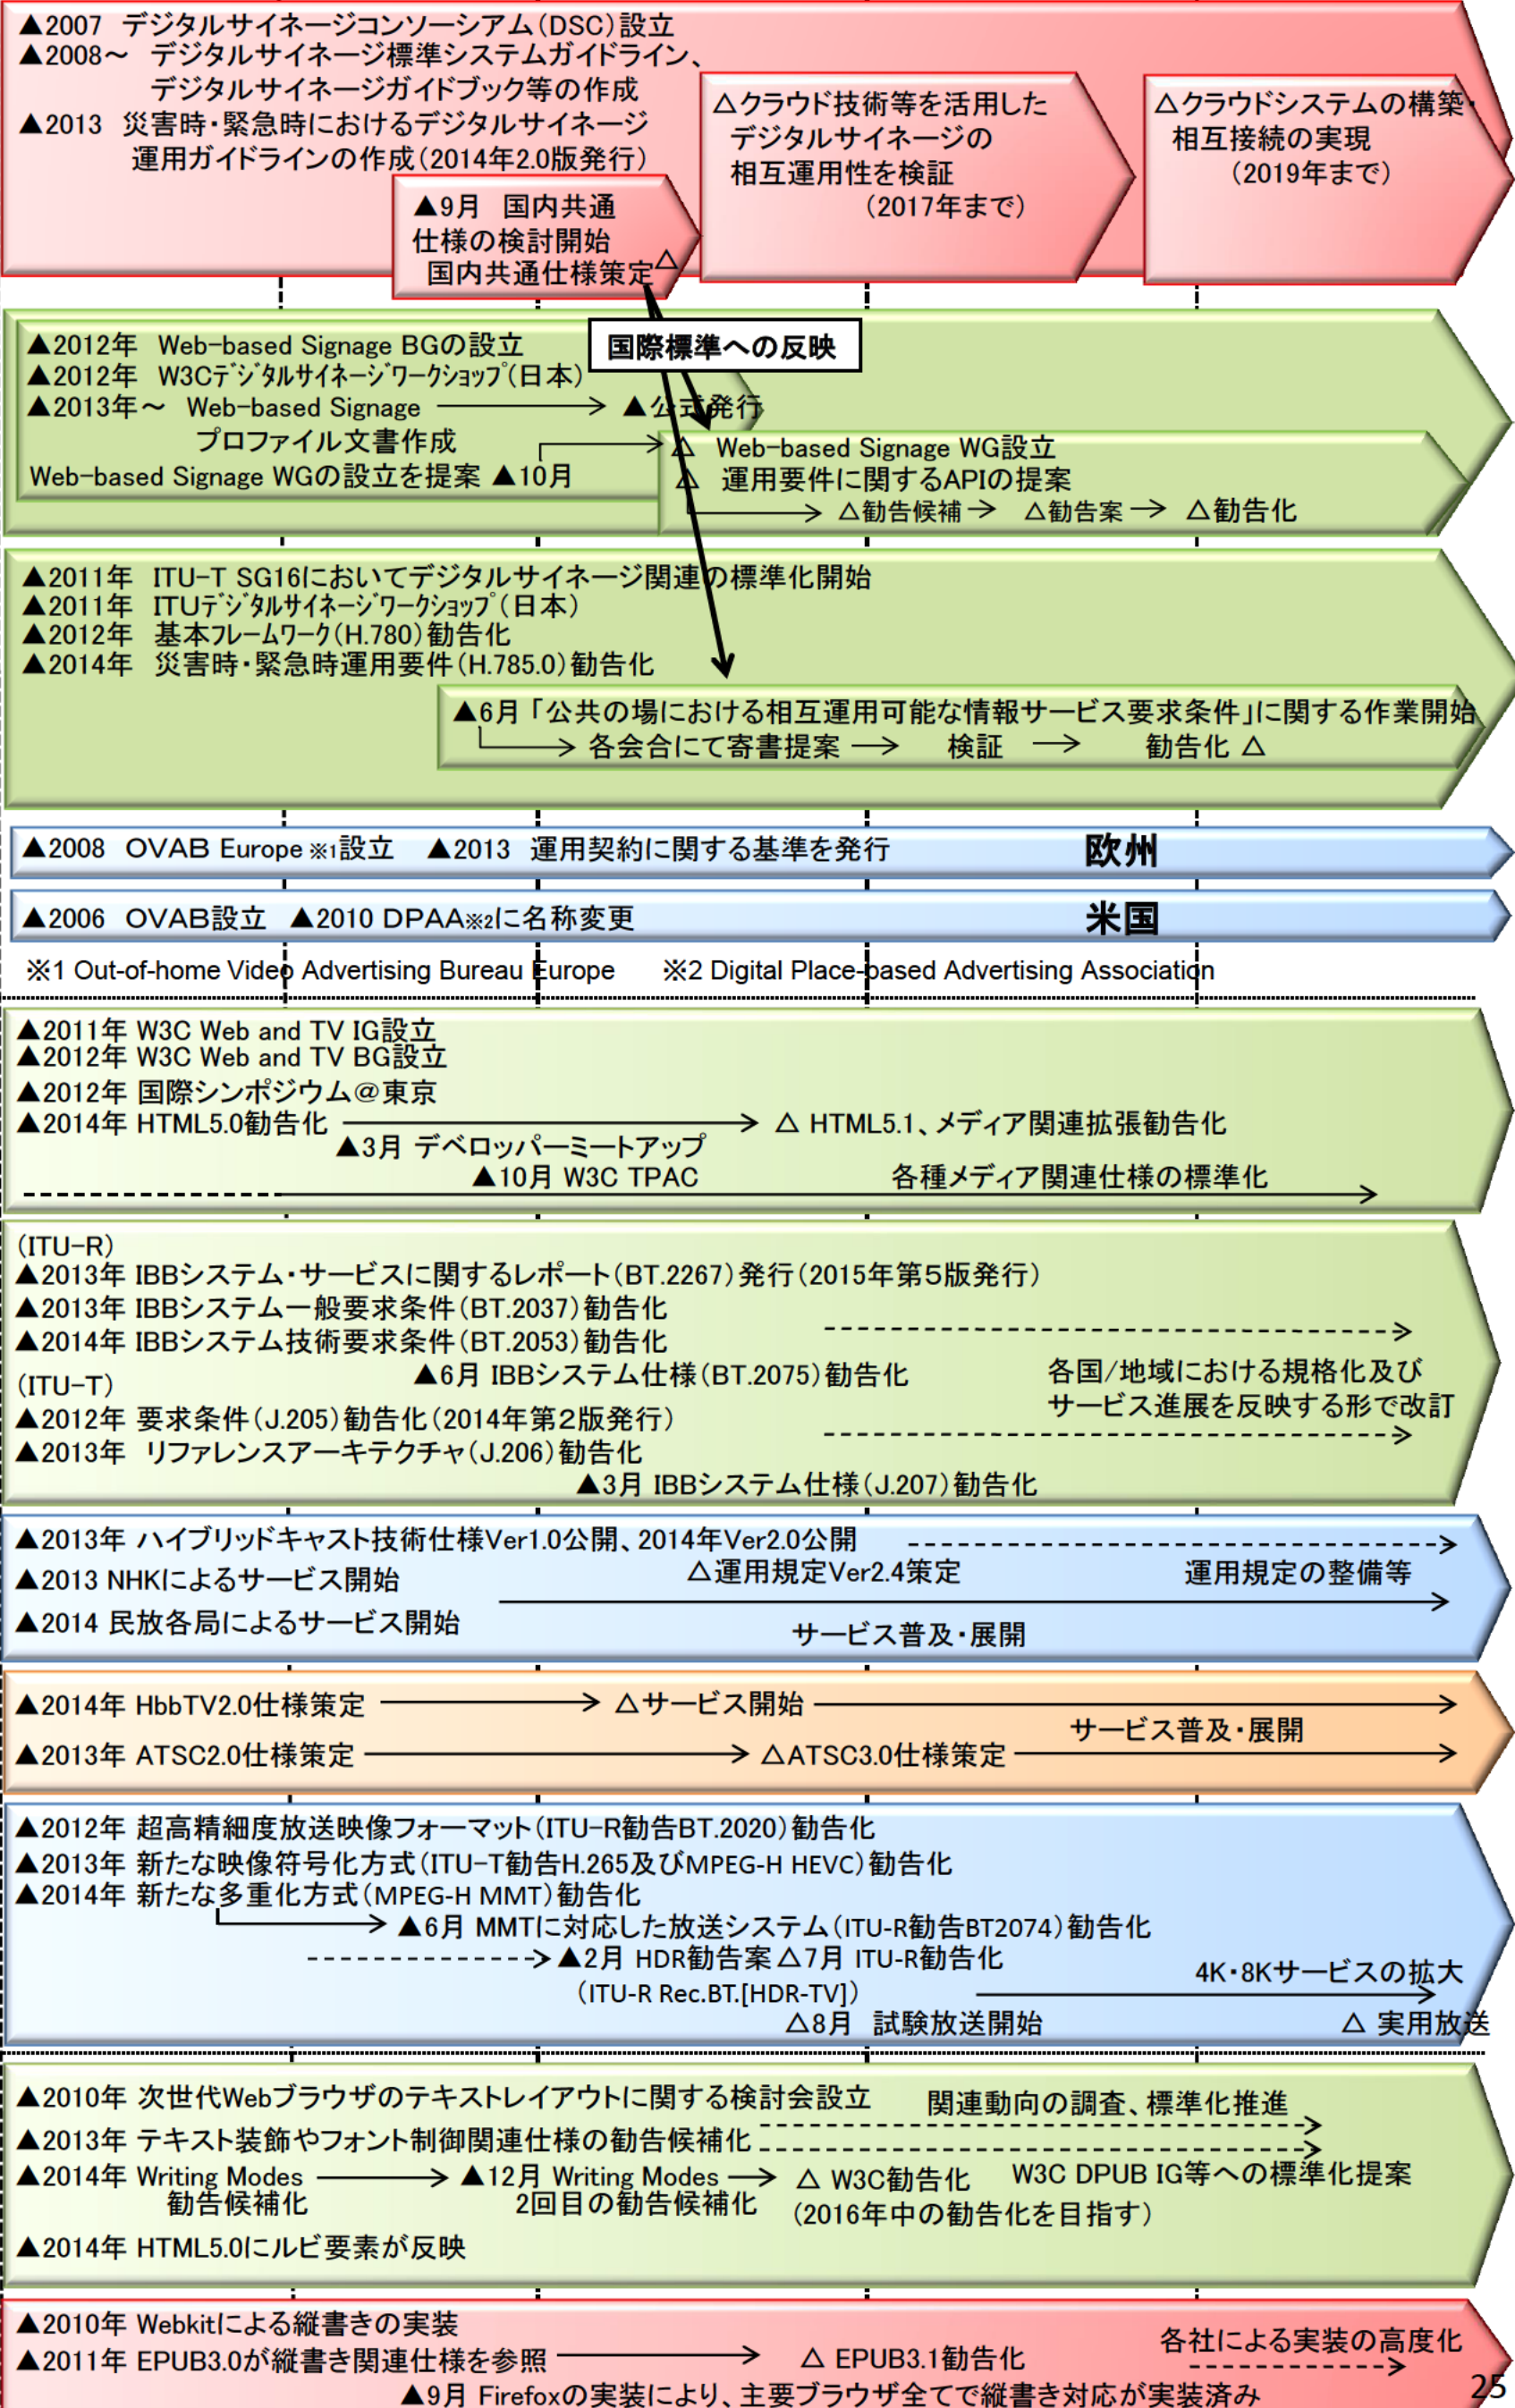 ▲2007 デジタルサイネージコンソーシアム(DSC)設立
▲2008～ デジタルサイネージ標準システムガイドライン、
デジタルサイネージガイドブック等の作成
▲2013 災害時・緊急時におけるデジタルサイネージ
運用ガイドラインの作成(2014年2.0版発行)
▲9月 国内共通
仕様の検討開始
国内共通仕様策定△
△クラウド技術等を活用した
デジタルサイネージの
相互運用性を検証
(2017年まで)
△クラウドシステムの構築・
相互接続の実現
(2019年まで)
国際標準への反映
▲2012年 Web-based Signage BGの設立
▲2012年 W3Cﾃﾞｼﾞﾀﾙサイネｰｼﾞワｰｸｼｮｯﾌﾟ(日本)
▲2013年～ Web-based Signage → ▲公式発行
プロファイル文書作成
Web-based Signage WGの設立を提案 ▲10月
△ Web-based Signage WG設立
△ 運用要件に関するAPIの提案
→ △勧告候補→ △勧告案→ △勧告化
▲2011年 ITU-T SG16においてデジタルサイネージ関連の標準化開始
▲2011年 ITUﾃﾞｼﾞﾀﾙサイネｰｼﾞワｰｸｼｮｯﾌﾟ(日本)
▲2012年 基本フレームワーク(H.780)勧告化
▲2014年 災害時・緊急時運用要件(H.785.0)勧告化
▲6月「公共の場における相互運用可能な情報サービス要求条件」に関する作業開始
→ 各会合にて寄書提案 → 検証 → 勧告化 △
▲2008 OVAB Europe ※1設立 ▲2013 運用契約に関する基準を発行 欧州
▲2006 OVAB設立 ▲2010 DPAA※2に名称変更 米国
※1 Out-of-home Video Advertising Bureau Europe ※2 Digital Place-based Advertising Association
▲2011年 W3C Web and TV IG設立
▲2012年 W3C Web and TV BG設立
▲2012年 国際シンポジウム＠東京
▲2014年 HTML5.0勧告化 → △ HTML5.1、メディア関連拡張勧告化
▲3月 デベロッパーミートアップ
▲10月 W3C TPAC 各種メディア関連仕様の標準化
(ITU-R)
▲2013年 IBBシステム・サービスに関するレポート(BT.2267)発行(2015年第５版発行)
▲2013年 IBBシステム一般要求条件(BT.2037)勧告化
▲2014年 IBBシステム技術要求条件(BT.2053)勧告化
▲6月 IBBシステム仕様(BT.2075)勧告化
各国/地域における規格化及び
サービス進展を反映する形で改訂
(ITU-T)
▲2012年 要求条件(J.205)勧告化(2014年第２版発行)
▲2013年 リファレンスアーキテクチャ(J.206)勧告化
▲3月 IBBシステム仕様(J.207)勧告化
▲2013年 ハイブリッドキャスト技術仕様Ver1.0公開、2014年Ver2.0公開
▲2013 NHKによるサービス開始 △運用規定Ver2.4策定 運用規定の整備等
▲2014 民放各局によるサービス開始
サービス普及・展開
▲2014年 HbbTV2.0仕様策定 → △サービス開始 →
サービス普及・展開
▲2013年 ATSC2.0仕様策定 → △ATSC3.0仕様策定 →
▲2012年 超高精細度放送映像フォーマット(ITU-R勧告BT.2020)勧告化
▲2013年 新たな映像符号化方式(ITU-T勧告H.265及びMPEG-H HEVC)勧告化
▲2014年 新たな多重化方式(MPEG-H MMT)勧告化
→ ▲6月 MMTに対応した放送システム(ITU-R勧告BT2074)勧告化
▲2月 HDR勧告案 △7月 ITU-R勧告化
(ITU-R Rec.BT.[HDR-TV])
4K・8Kサービスの拡大
△8月 試験放送開始 △ 実用放送
▲2010年 次世代Webブラウザのテキストレイアウトに関する検討会設立 関連動向の調査、標準化推進
▲2013年 テキスト装飾やフォント制御関連仕様の勧告候補化
▲2014年 Writing Modes → ▲12月 Writing Modes → △ W3C勧告化 W3C DPUB IG等への標準化提案
勧告候補化 2回目の勧告候補化 (2016年中の勧告化を目指す)
▲2014年 HTML5.0にルビ要素が反映
▲2010年 Webkitによる縦書きの実装
▲2011年 EPUB3.0が縦書き関連仕様を参照 → △ EPUB3.1勧告化 各社による実装の高度化
▲9月 Firefoxの実装により、主要ブラウザ全てで縦書き対応が実装済み
25